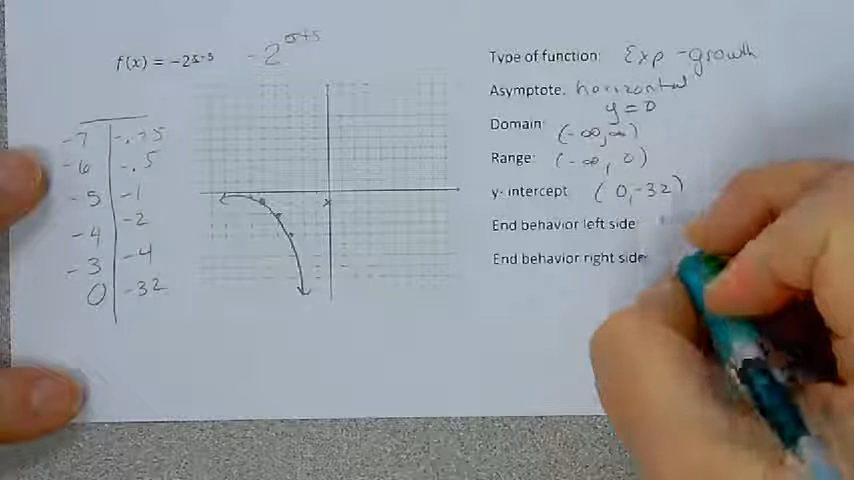 f(x) = -2^x+5 -2^x+5
Type of function: Exp - growth
Asymptote: horizontal
y = 0
Domain: (-∞, ∞)
Range: (-∞, 0)
y- intercept (0, -32)
End behavior left side
End behavior right side
-7 -.25
-6 -.5
-5 -1
-4 -2
-3 -4
0 -32